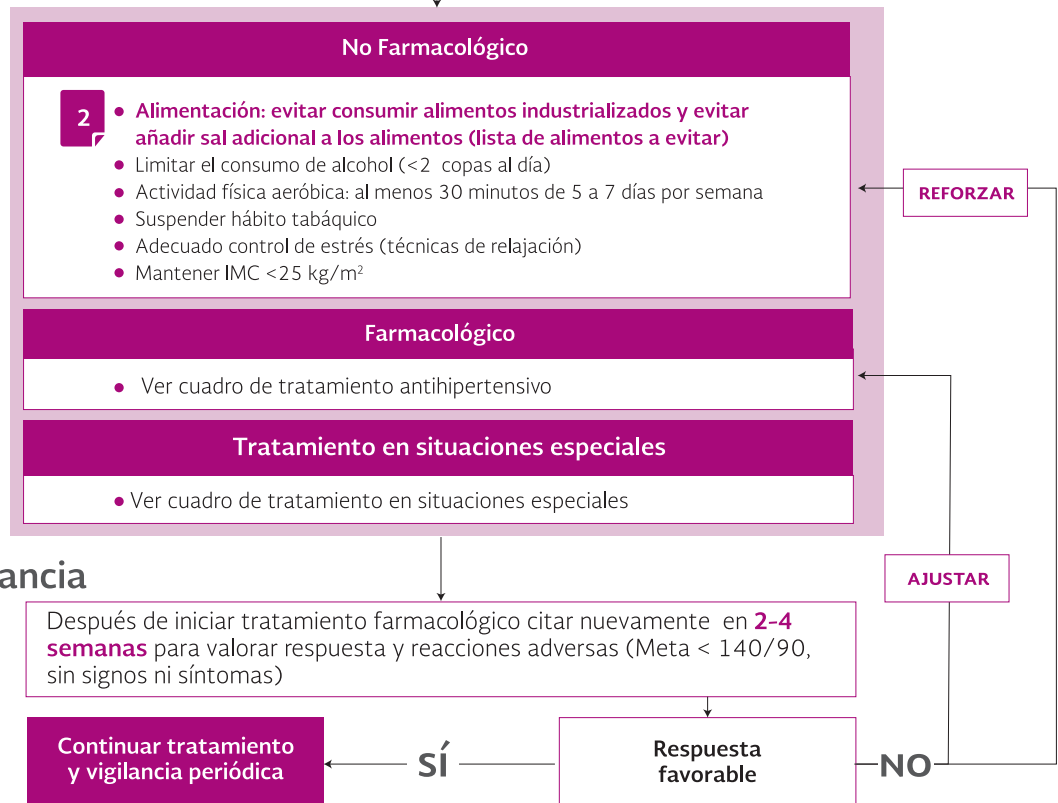 No Farmacológico
2
● Alimentación: evitar consumir alimentos industrializados y evitar
añadir sal adicional a los alimentos (lista de alimentos a evitar)
● Limitar el consumo de alcohol (<2 copas al día)
● Actividad física aeróbica: al menos 30 minutos de 5 a 7 días por semana
● Suspender hábito tabáquico
● Adecuado control de estrés (técnicas de relajación)
● Mantener IMC <25 kg/m²
REFORZAR
Farmacológico
● Ver cuadro de tratamiento antihipertensivo
Tratamiento en situaciones especiales
● Ver cuadro de tratamiento en situaciones especiales
ancia
AJUSTAR
Después de iniciar tratamiento farmacológico citar nuevamente en 2-4
semanas para valorar respuesta y reacciones adversas (Meta < 140/90,
sin signos ni síntomas)
Continuar tratamiento
y vigilancia periódica
SÍ
Respuesta
favorable
NO